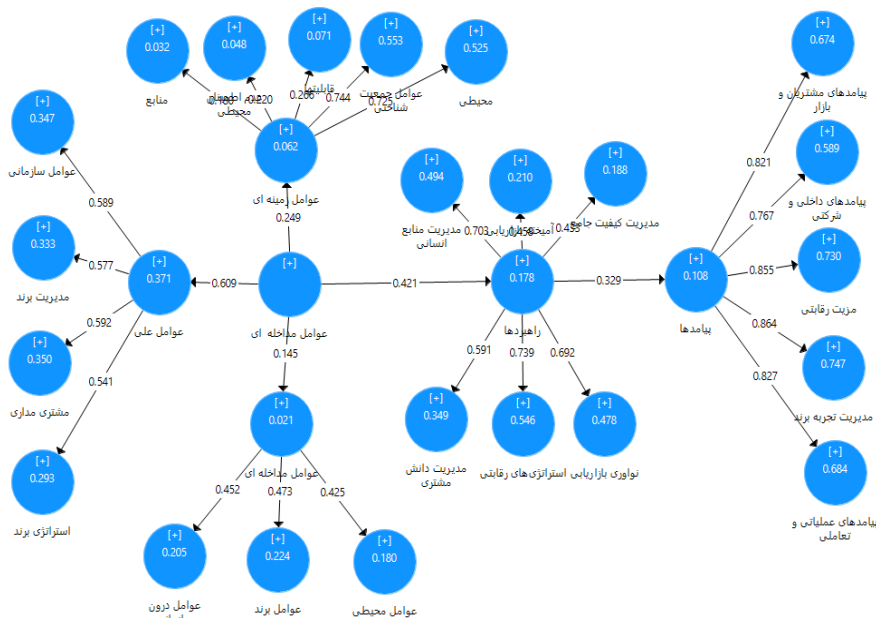 [+]
0.032
منابع
[+]
0.048
محیطی
[+]
0.071
قابلیتها
[+]
0.553
عوامل جمعیت
شناختی
[+]
0.525
محیطی
0.220
0.266
0.744
0.725
[+]
0.062
عوامل زمینه ای
0.249
[+]
0.347
عوامل سازمانی
0.589
[+]
0.333
مدیریت برند
0.577
[+]
0.371
عوامل علی
0.609
[+]
0.350
مشتری مداری
0.592
[+]
0.293
استراتژی برند
0.541
[+]
عوامل مداخله ای
0.421
0.145
[+]
0.021
عوامل مداخله ای
0.452
0.473
0.425
[+]
0.205
عوامل درون
[+]
0.224
عوامل برند
[+]
0.180
عوامل محیطی
[+]
0.494
مدیریت منابع
انسانی
0.703
[+]
0.210
آمیخته بازاریابی
0.458
[+]
0.188
مدیریت کیفیت جامع
0.433
[+]
0.178
راهبردها
0.329
0.591
0.739
0.692
[+]
0.349
مدیریت دانش
مشتری
[+]
0.546
استراتژی های رقابتی
[+]
0.478
نواوری بازاریابی
[+]
0.108
پیامدها
[+]
0.674
پیامدهای مشتریان و
بازار
0.821
[+]
0.589
پیامدهای داخلی و
شرکتی
0.767
[+]
0.730
مزیت رقابتی
0.855
[+]
0.747
مدیریت تجربه برند
0.864
[+]
0.684
پیامدهای عملیاتی و
تعاملی
0.827